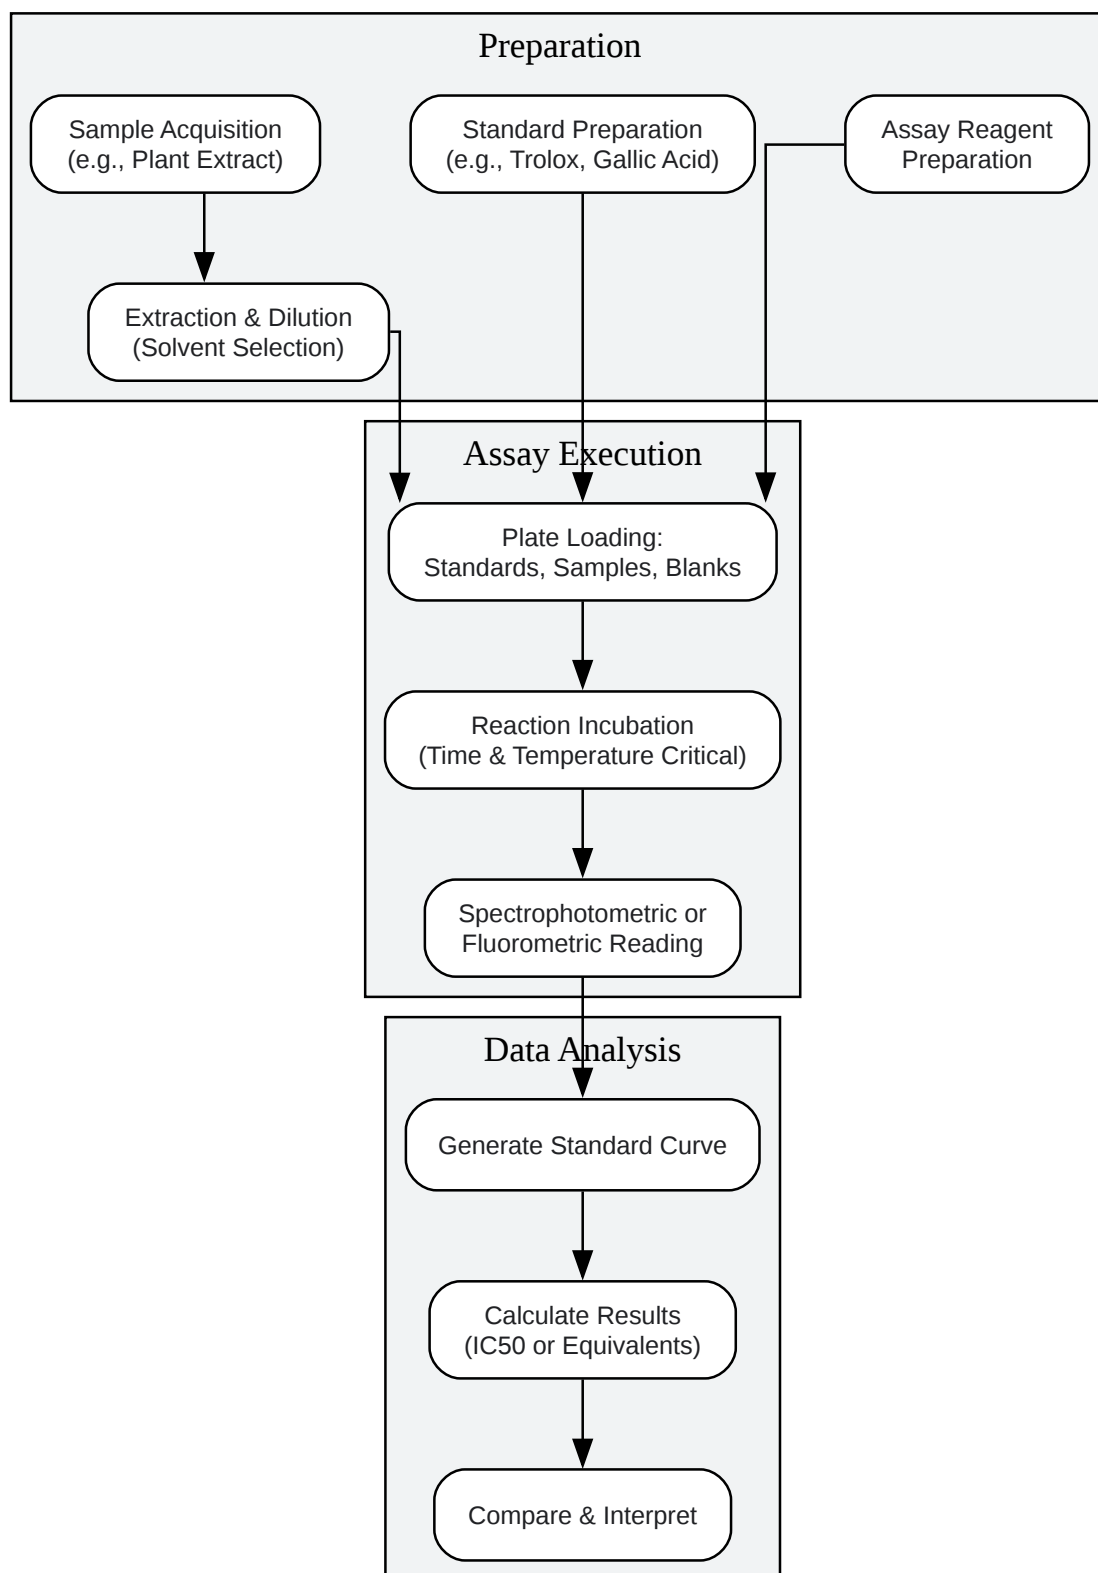 Preparation
Sample Acquisition
(e.g., Plant Extract)
Standard Preparation
(e.g., Trolox, Gallic Acid)
Assay Reagent
Preparation
Extraction & Dilution
(Solvent Selection)
Assay Execution
Plate Loading:
Standards, Samples, Blanks
Reaction Incubation
(Time & Temperature Critical)
Spectrophotometric or
Fluorometric Reading
Data Analysis
Generate Standard Curve
Calculate Results
(IC50 or Equivalents)
Compare & Interpret